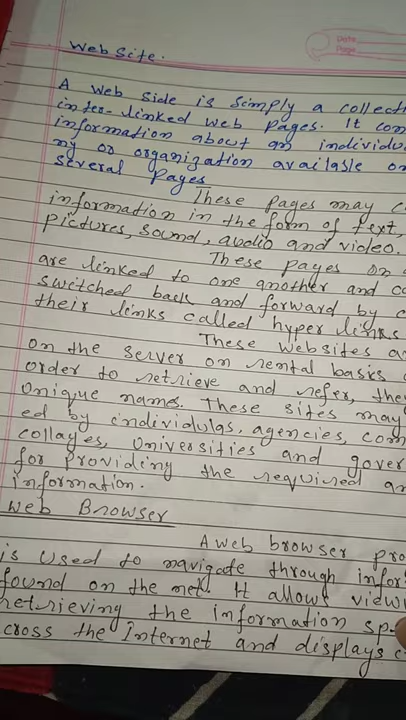 Date
Page
Web Site.
A web side is simply a collecti
inter-linked web pages. It con
information about an individu
ny or organization available on
several pages
These pages may c
information in the form of text,
pictures, sound, audio and video.
These pages on
are linked to one another and c
switched back and forward by c
their links called hyper links
These websites a
on the server on rental basis
order to retrieve and refer, the
unique names. These sites may
ed by individulas, agencies, com
collages, Universities and gover
for providing the required an
information.
Web Browser
A web browser pro
is used to navigate through infor
found on the net. It allows viewi
retrieving the information sp
cross the Internet and displays